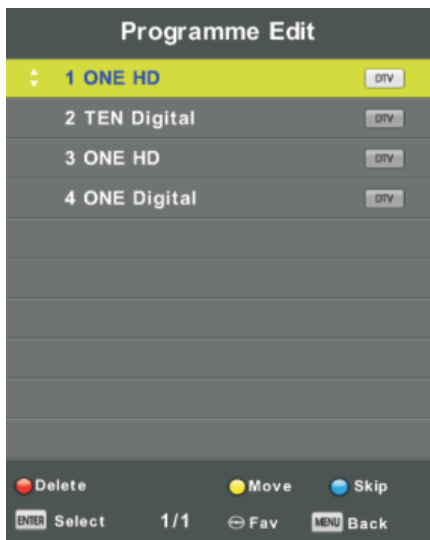 Programme Edit
1 ONE HD DTV
2 TEN Digital DTV
3 ONE HD DTV
4 ONE Digital DTV
Delete Move Skip
ENTER Select 1/1 Fav MENU Back